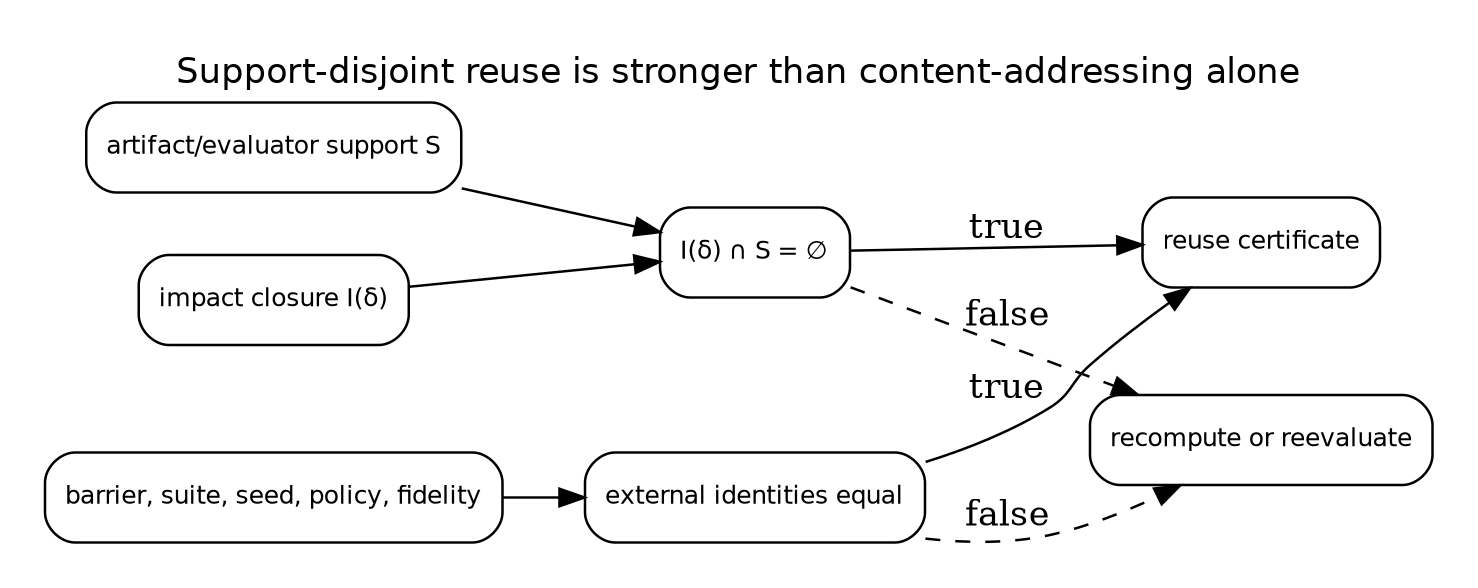 Support-disjoint reuse is stronger than content-addressing alone
artifact/evaluator support S
impact closure I(δ)
I(δ) ∩ S = ∅
true
reuse certificate
false
true
recompute or reevaluate
barrier, suite, seed, policy, fidelity
external identities equal
false